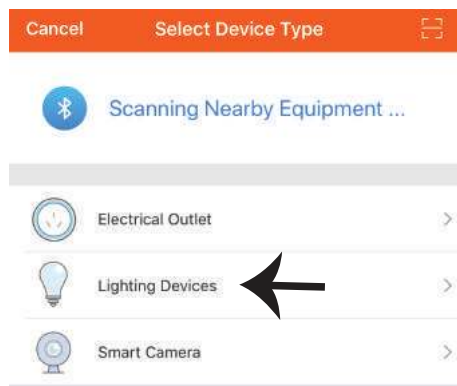 Cancel Select Device Type
Scanning Nearby Equipment ...
Electrical Outlet
Lighting Devices
Smart Camera